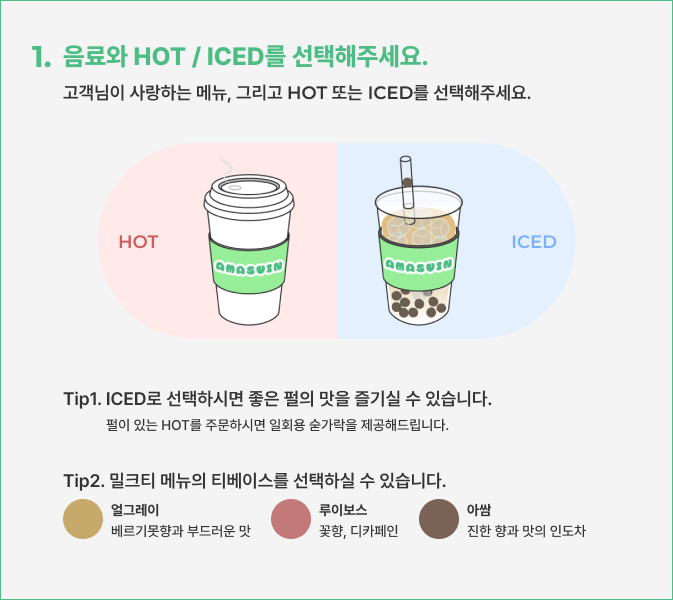 1. 음료와 HOT / ICED를 선택해주세요.
고객님이 사랑하는 메뉴, 그리고 HOT 또는 ICED를 선택해주세요.
HOT
AMASVIN
AMASVIN
ICED
Tip1. ICED로 선택하시면 좋은 펄의 맛을 즐기실 수 있습니다.
펄이 있는 HOT를 주문하시면 일회용 숟가락을 제공해드립니다.
Tip2. 밀크티 메뉴의 티베이스를 선택하실 수 있습니다.
얼그레이
베르기못향과 부드러운 맛
루이보스
꽃향, 디카페인
아쌈
진한 향과 맛의 인도차